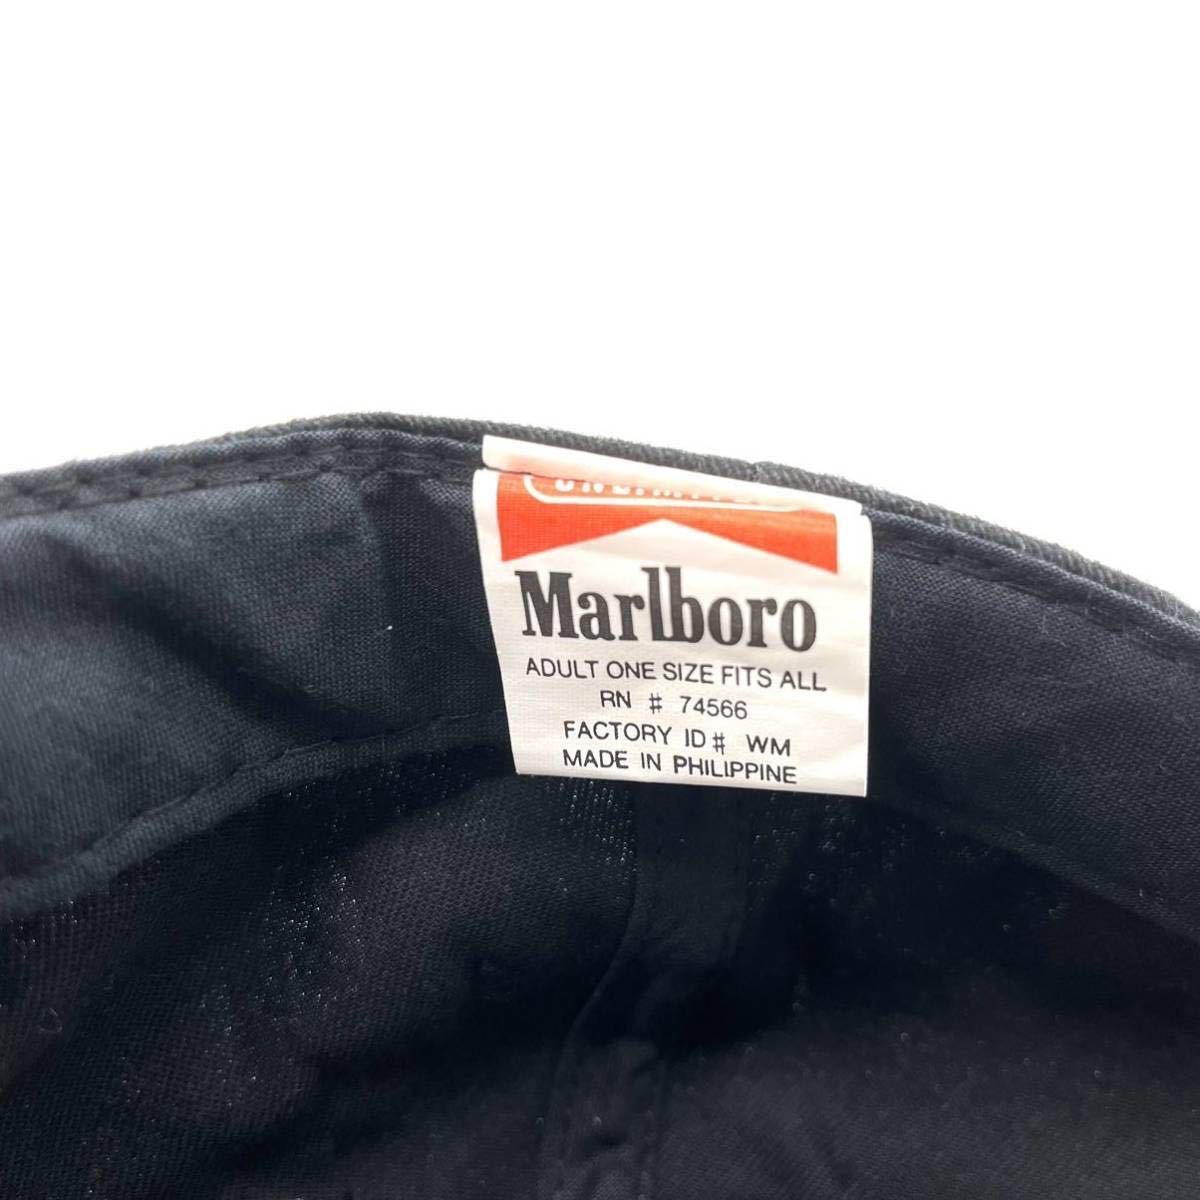 Marlboro
ADULT ONE SIZE FITS ALL
RN # 74566
FACTORY ID# WM
MADE IN PHILIPPINE